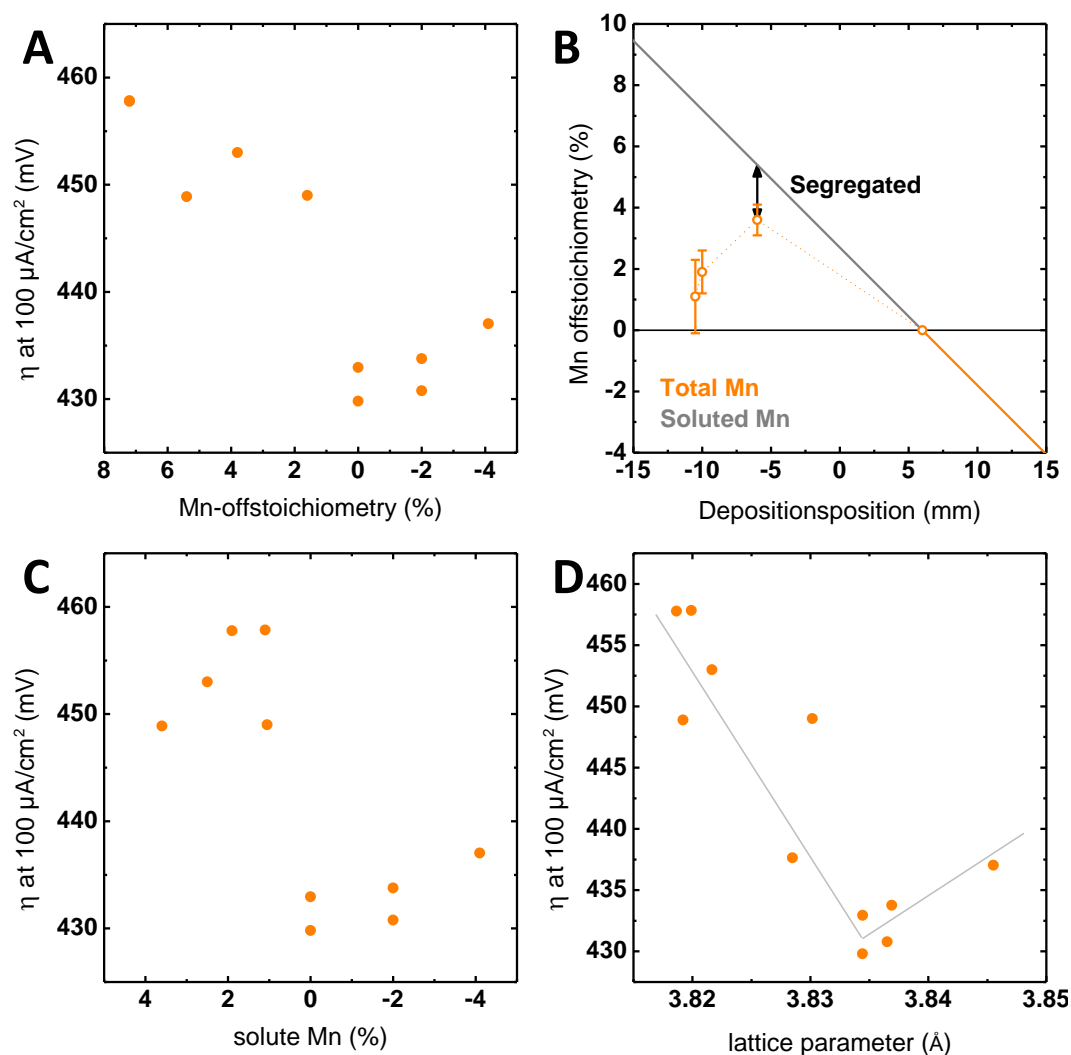 A
460
450
440
430
8 6 4 2 0 -2 -4
η at 100 µA/cm² (mV)
Mn-offstoichiometry (%)
B
10
8
6
4
2
0
-2
-4
-15 -10 -5 0 5 10 15
Mn offstoichiometry (%)
Segregated
Total Mn
Soluted Mn
Depositionsposition (mm)
C
460
450
440
430
4 2 0 -2 -4
η at 100 µA/cm² (mV)
solute Mn (%)
D
460
455
450
445
440
435
430
3.82 3.83 3.84 3.85
η at 100 µA/cm² (mV)
lattice parameter (Å)